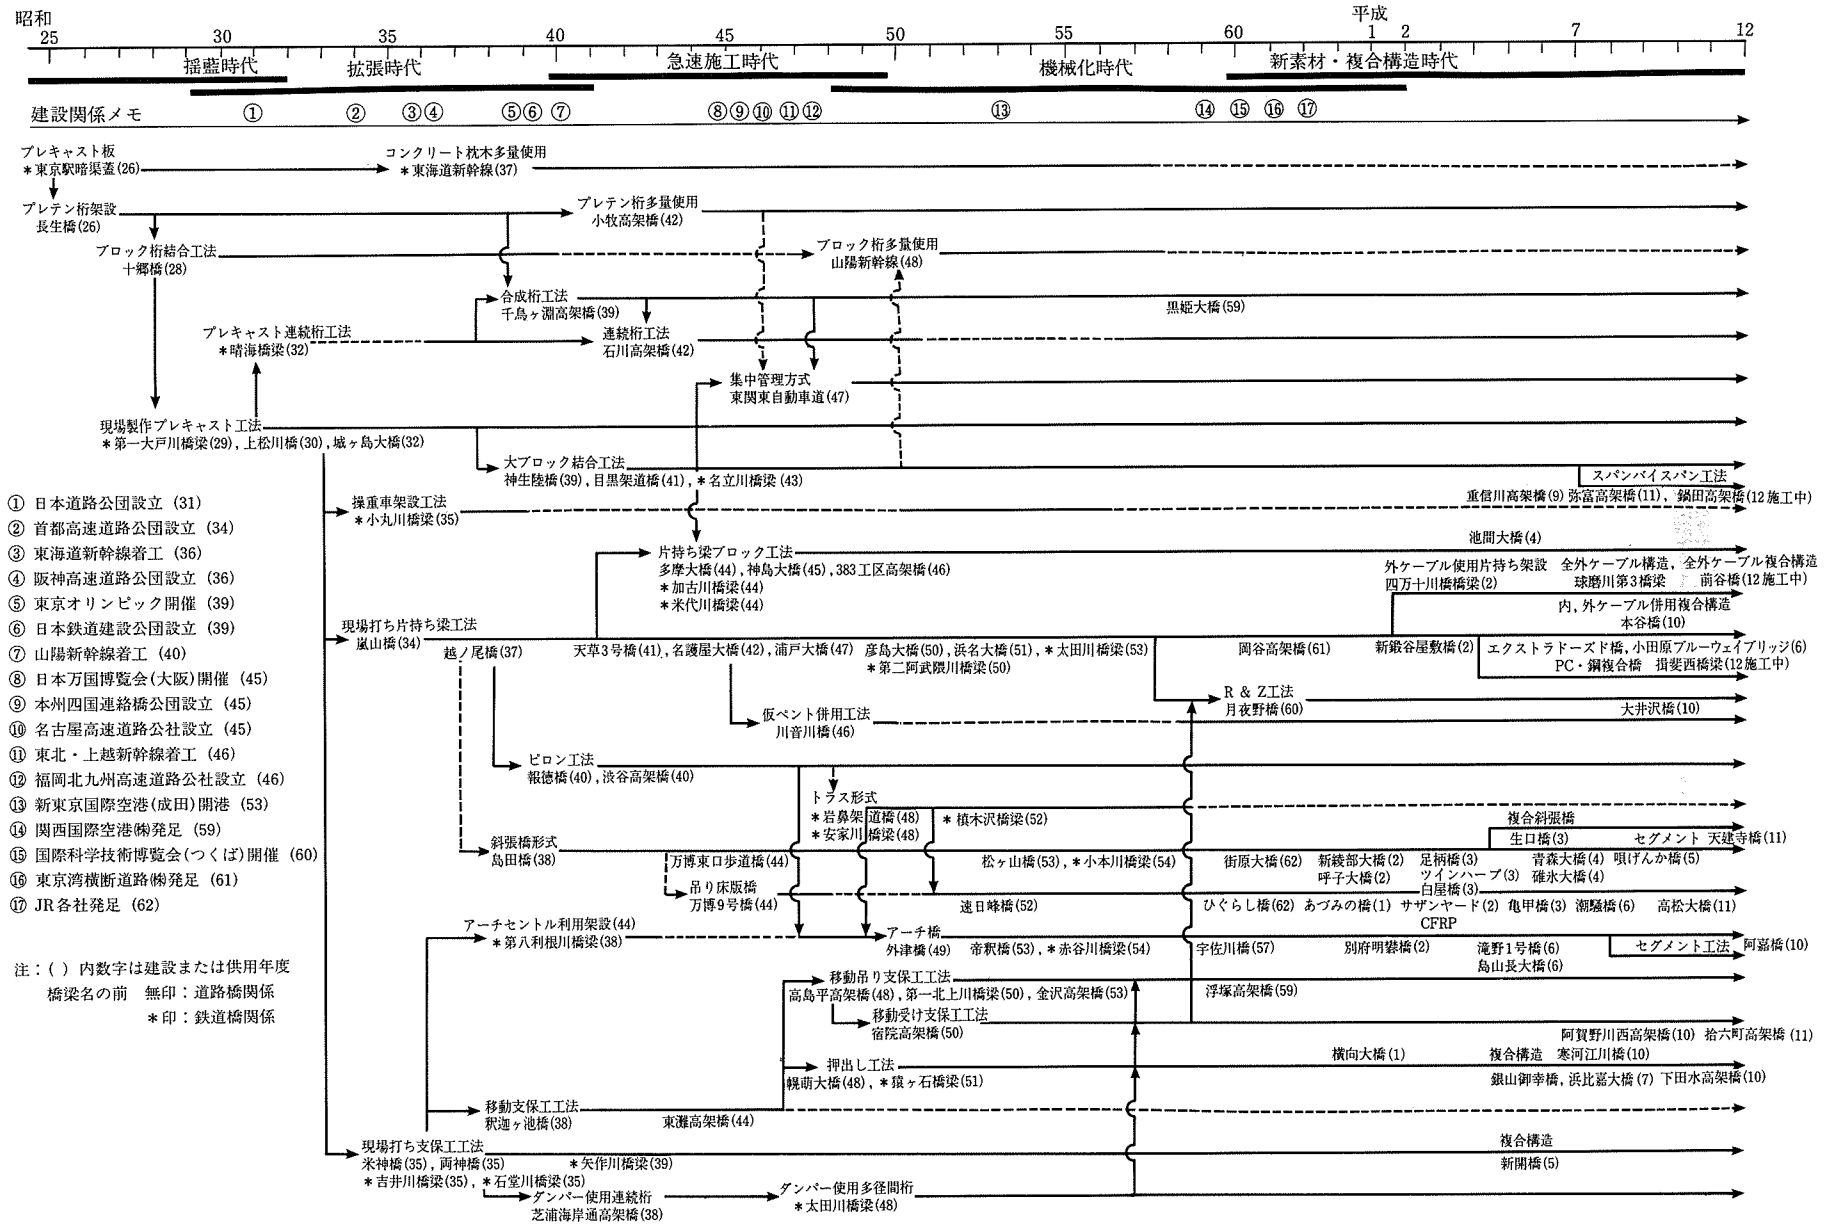 昭和
平成
25 30 35 40 45 50 55 60 1 2 7 12
揺籃時代 拡張時代 急速施工時代 機械化時代 新素材・複合構造時代
建設関係メモ ① ② ③④ ⑤⑥ ⑦ ⑧⑨⑩⑪⑫ ⑬ ⑭ ⑮ ⑯ ⑰
プレキャスト板
*東京駅暗渠蓋(26)
コンクリート枕木多量使用
*東海道新幹線(37)
プレテン桁架設
長生橋(26)
プレテン桁多量使用
小牧高架橋(42)
ブロック桁結合工法
十郷橋(28)
ブロック桁多量使用
山陽新幹線(48)
合成桁工法
千鳥ヶ淵高架橋(39)
黒姫大橋(59)
プレキャスト連続桁工法
*晴海橋梁(32)
連続桁工法
石川高架橋(42)
集中管理方式
東関東自動車道(47)
現場製作プレキャスト工法
*第一大戸川橋梁(29), 上松川橋(30), 城ヶ島大橋(32)
大ブロック結合工法
神生陸橋(39), 目黒架道橋(41), *名立川橋梁(43)
スパンバイスパン工法
重信川高架橋(9) 弥富高架橋(11), 鍋田高架橋(12施工中)
操重車架設工法
*小丸川橋梁(35)
片持ち梁ブロック工法
多摩大橋(44), 神島大橋(45), 383工区高架橋(46)
*加古川橋梁(44)
*米代川橋梁(44)
池間大橋(4)
外ケーブル使用片持ち架設 全外ケーブル構造, 全外ケーブル複合構造
四万十川橋橋梁(2) 球磨川第3橋梁 前谷橋(12施工中)
内, 外ケーブル併用複合構造
本谷橋(10)
現場打ち片持ち梁工法
嵐山橋(34)
越ノ尾橋(37)
天草3号橋(41), 名護屋大橋(42), 浦戸大橋(47) 彦島大橋(50), 浜名大橋(51), *太田川橋梁(53)
*第二阿武隈川橋梁(50)
岡谷高架橋(61) 新鍛谷屋敷橋(2)
エクストラドーズド橋, 小田原ブルーウェイブリッジ(6)
PC・鋼複合橋 揖斐西橋梁(12施工中)
R & Z工法
月夜野橋(60)
大井沢橋(10)
仮ベント併用工法
川音川橋(46)
ピロン工法
報徳橋(40), 渋谷高架橋(40)
トラス形式
*岩鼻架道橋(48)
*安家川橋梁(48)
*槙木沢橋梁(52)
複合斜張橋
生口橋(3) セグメント 天建寺橋(11)
斜張橋形式
島田橋(38)
万博東口歩道橋(44) 松ヶ山橋(53), *小本川橋梁(54) 街原大橋(62) 新綾部大橋(2) 足柄橋(3) 青森大橋(4) 唄げんか橋(5)
呼子大橋(2) ツインハープ(3) 碓氷大橋(4)
白屋橋(3)
吊り床版橋
万博9号橋(44)
速日峰橋(52) ひぐらし橋(62) あづみの橋(1) サザンヤード(2) 亀甲橋(3) 潮騒橋(6) 高松大橋(11)
CFRP
アーチセントル利用架設(44)
*第八利根川橋梁(38)
アーチ橋
外津橋(49) 帝釈橋(53), *赤谷川橋梁(54) 宇佐川橋(57) 別府明礬橋(2) 滝野1号橋(6)
島山長大橋(6)
セグメント工法 阿嘉橋(10)
移動吊り支保工工法
高島平高架橋(48), 第一北上川橋梁(50), 金沢高架橋(53) 浮塚高架橋(59)
移動受け支保工工法
宿院高架橋(50)
阿賀野川西高架橋(10) 拾六町高架橋(11)
押出し工法
幌萌大橋(48), *猿ヶ石橋梁(51)
横向大橋(1) 複合構造 寒河江川橋(10)
銀山御幸橋, 浜比嘉大橋(7) 下田水高架橋(10)
移動支保工工法
釈迦ヶ池橋(38)
東灘高架橋(44)
現場打ち支保工工法
米神橋(35), 両神橋(35) *矢作川橋梁(39)
*吉井川橋梁(35), *石堂川橋梁(35)
複合構造
新開橋(5)
ダンパー使用連続桁
芝浦海岸通高架橋(38)
ダンパー使用多径間桁
*太田川橋梁(48)
① 日本道路公団設立 (31)
② 首都高速道路公団設立 (34)
③ 東海道新幹線着工 (36)
④ 阪神高速道路公団設立 (36)
⑤ 東京オリンピック開催 (39)
⑥ 日本鉄道建設公団設立 (39)
⑦ 山陽新幹線着工 (40)
⑧ 日本万国博覧会(大阪)開催 (45)
⑨ 本州四国連絡橋公団設立 (45)
⑩ 名古屋高速道路公社設立 (45)
⑪ 東北・上越新幹線着工 (46)
⑫ 福岡北九州高速道路公社設立 (46)
⑬ 新東京国際空港(成田)開港 (53)
⑭ 関西国際空港㈱発足 (59)
⑮ 国際科学技術博覧会(つくば)開催 (60)
⑯ 東京湾横断道路㈱発足 (61)
⑰ JR各社発足 (62)
注:( )内数字は建設または供用年度
橋梁名の前 無印:道路橋関係
*印:鉄道橋関係